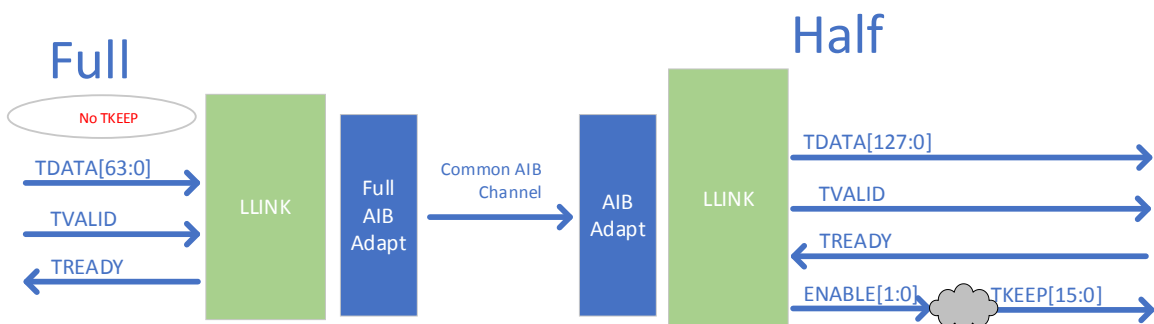 Full
No TKEEP
TDATA[63:0]
TVALID
TREADY
LLINK
Full
AIB
Adapt
Common AIB
Channel
AIB
Adapt
LLINK
Half
TDATA[127:0]
TVALID
TREADY
ENABLE[1:0]
TKEEP[15:0]